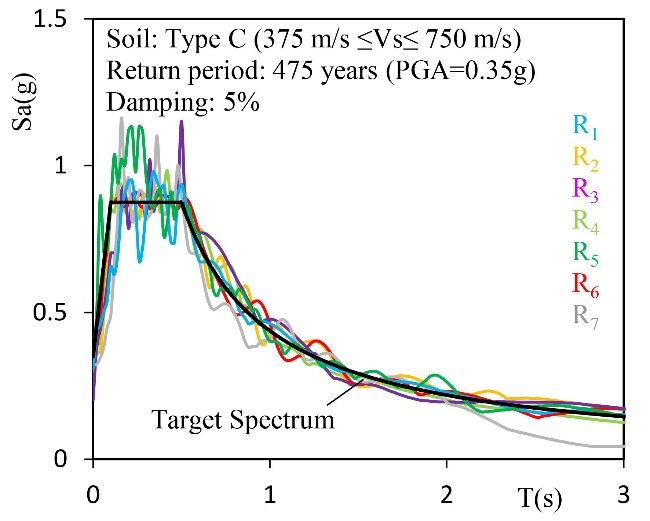 1.5
Soil: Type C (375 m/s ≤Vs≤ 750 m/s)
Return period: 475 years (PGA=0.35g)
Damping: 5%
Sa(g)
R1
1
R2
R3
R4
R5
R6
0.5
R7
Target Spectrum
0
0 1 2 T(s) 3